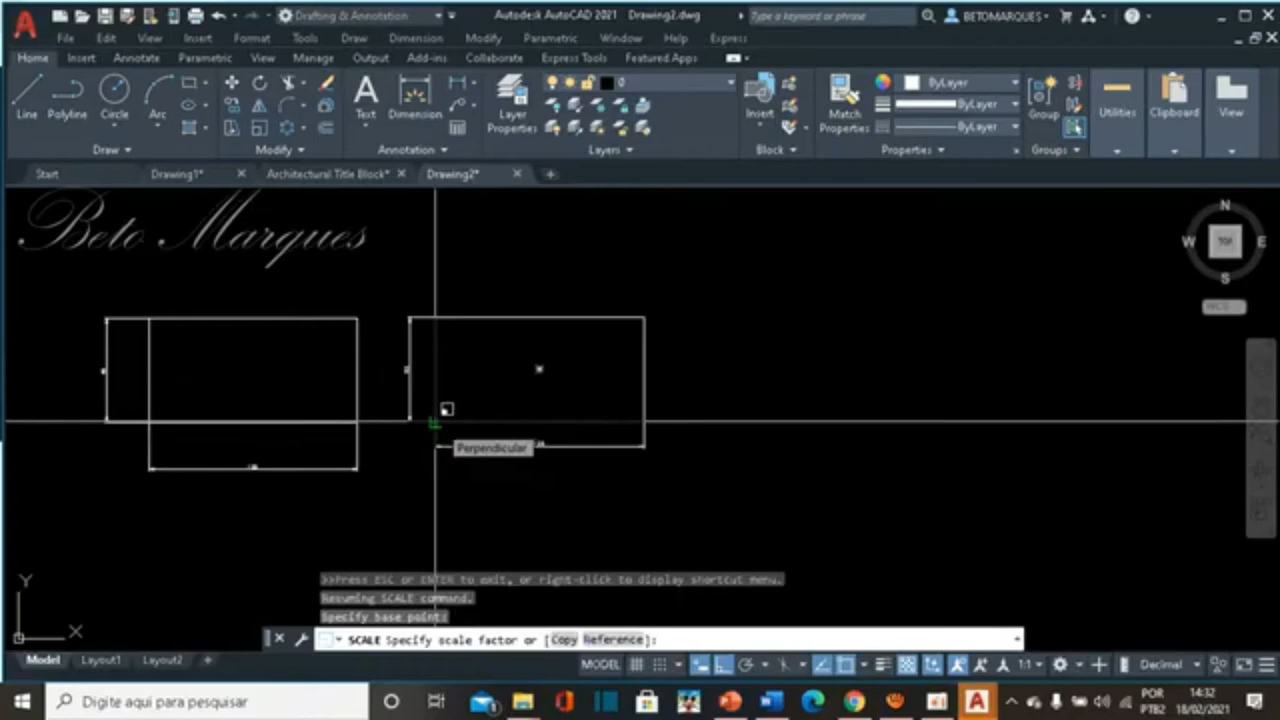 Drafting & Annotation
Autodesk AutoCAD 2021 Drawing2.dwg
Type a keyword or phrase
BETOMARQUES
File Edit View Insert Format Tools Draw Dimension Modify Parametric Window Help Express
Home Insert Annotate Parametric View Manage Output Add-ins Collaborate Express Tools Featured Apps
0
ByLayer
Line Polyline Circle Arc
Text Dimension
Layer Properties
Insert
Match Properties
ByLayer
ByLayer
Group
Utilities
Clipboard
View
Draw Modify Annotation Layers Block Properties Groups
Start Drawing1* Architectural Title Block* Drawing2*
Beto Marques
N
W TOP E
S
WCS
Perpendicular
Y
X
>>Press ESC or ENTER to exit, or right-click to display shortcut menu.
Resuming SCALE command.
Specify base point:
SCALE Specify scale factor or [Copy Reference]:
Model Layout1 Layout2 +
MODEL
1:1
Decimal
Digite aqui para pesquisar
POR
PTB2
14:32
18/02/2021